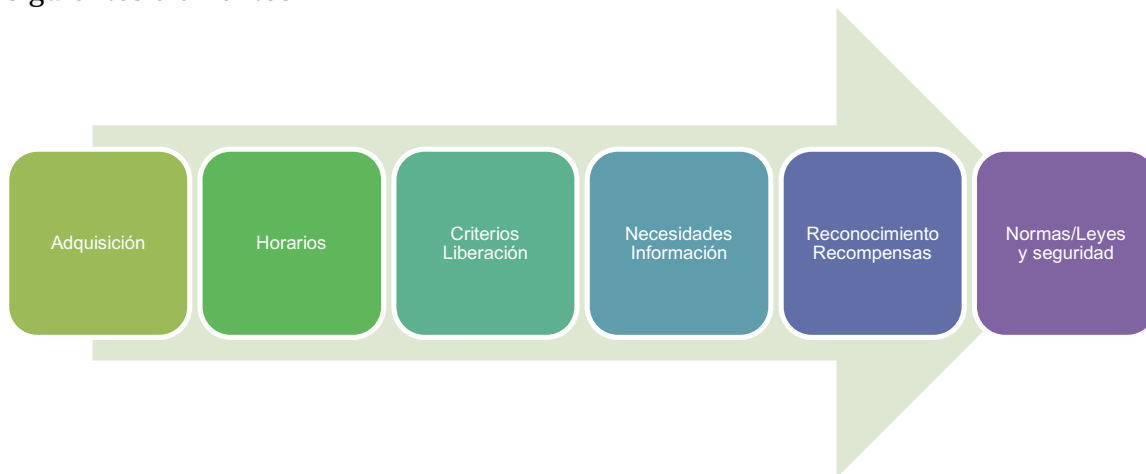 Adquisición
Horarios
Criterios
Liberación
Necesidades
Información
Reconocimiento
Recompensas
Normas/Leyes
y seguridad